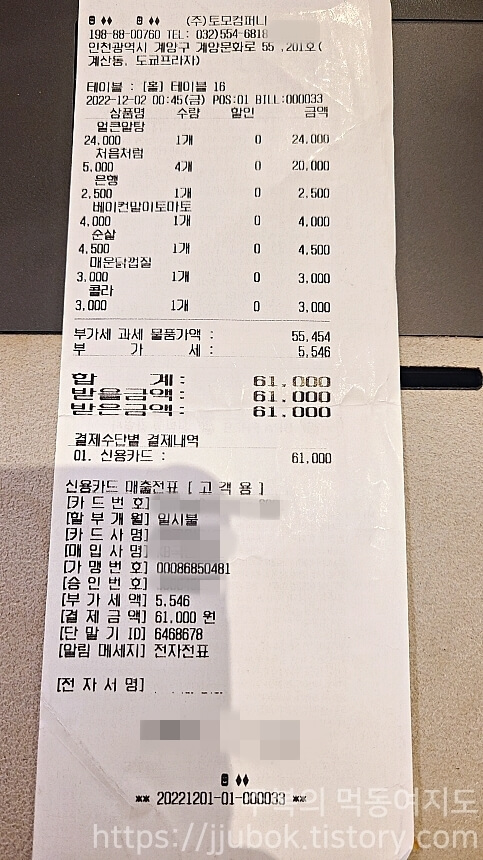 (주)토모컴퍼니
198-88-00760 TEL: 032)554-6818
인천광역시 계양구 계양문화로 55 ,201호(
계산동, 도쿄프라자)
테이블 : [홀] 테이블 16
2022-12-02 00:45(금) POS:01 BILL:000033
상품명 수량 할인 금액
얼큰알탕
24,000 1개 0 24,000
처음처럼
5,000 4개 0 20,000
은행
2,500 1개 0 2,500
베이컨말이토마토
4,000 1개 0 4,000
순살
4,500 1개 0 4,500
매운닭껍질
3,000 1개 0 3,000
콜라
3,000 1개 0 3,000
부가세 과세 물품가액 : 55,454
부 가 세 : 5,546
합 계 : 61,000
받을금액 : 61,000
받은금액 : 61,000
결제수단별 결제내역
01. 신용카드 : 61,000
신용카드 매출전표 [ 고 객 용 ]
[카 드 번 호]
[할 부 개 월] 일시불
[카 드 사 명]
[매 입 사 명]
[가 맹 번 호] 00086850481
[승 인 번 호]
[부 가 세 액] 5,546
[결 제 금 액] 61,000 원
[단 말 기 ID] 6468678
[알림 메세지] 전자전표
[전 자 서 명]
** 20221201-01-000033 **
의 먹동여지도
https://jjubok.tistory.com